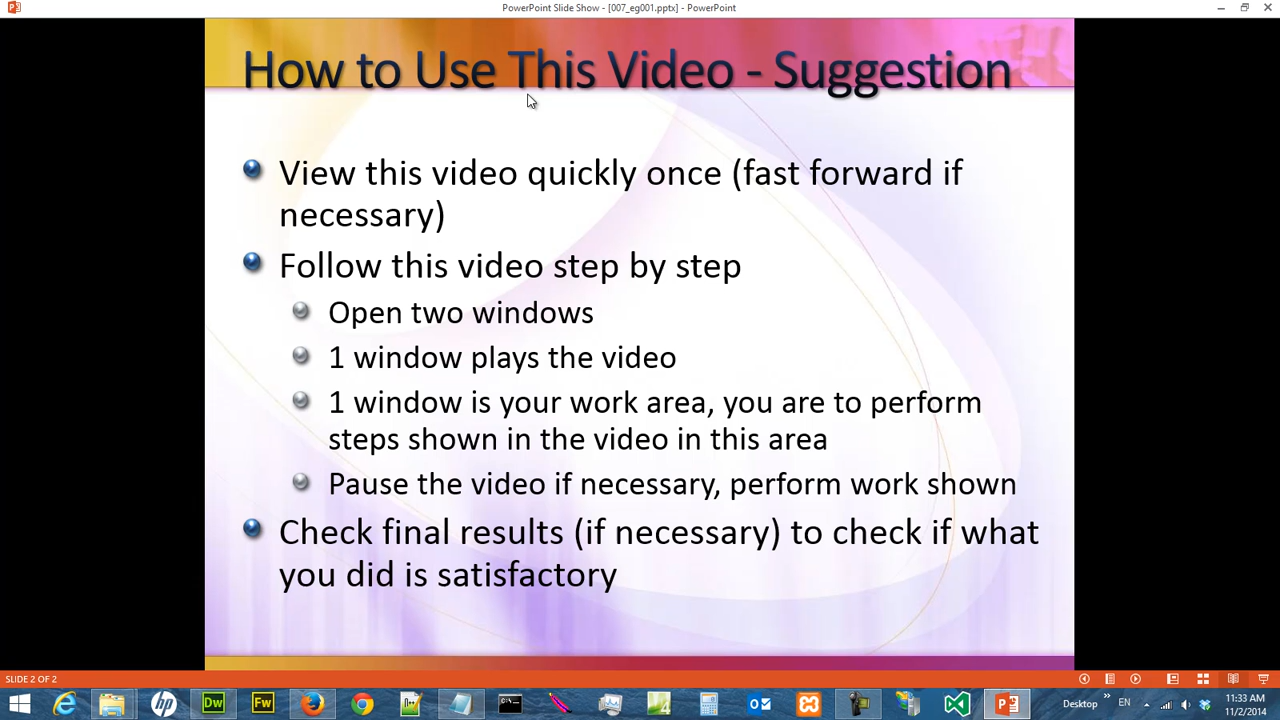 PowerPoint Slide Show - [007_eg001.pptx] - PowerPoint
How to Use This Video - Suggestion
View this video quickly once (fast forward if
necessary)
Follow this video step by step
Open two windows
1 window plays the video
1 window is your work area, you are to perform
steps shown in the video in this area
Pause the video if necessary, perform work shown
Check final results (if necessary) to check if what
you did is satisfactory
SLIDE 2 OF 2
Dw
Fw
Desktop
EN
11:33 AM
11/2/2014